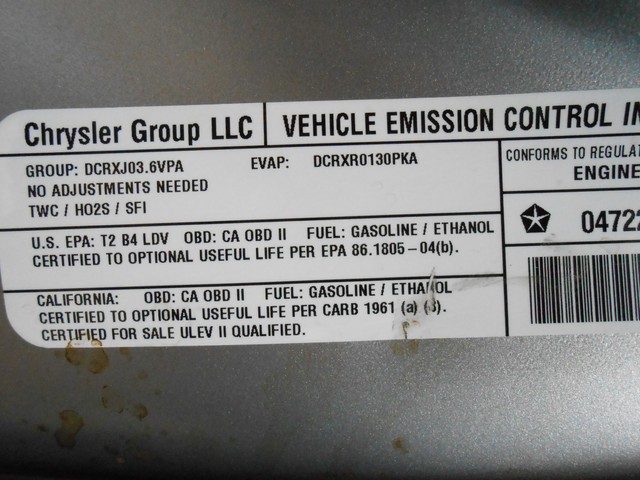 Chrysler Group LLC
VEHICLE EMISSION CONTROL
GROUP: DCRXJ03.6VPA EVAP: DCRXR0130PKA
NO ADJUSTMENTS NEEDED
TWC / HO2S / SFI
CONFORMS TO
ENGINE
U.S. EPA: T2 B4 LDV OBD: CA OBD II FUEL: GASOLINE / ETHANOL
CERTIFIED TO OPTIONAL USEFUL LIFE PER EPA 86.1805-04(b).
04722
CALIFORNIA: OBD: CA OBD II FUEL: GASOLINE / ETHANOL
CERTIFIED TO OPTIONAL USEFUL LIFE PER CARB 1961 (a)
CERTIFIED FOR SALE ULEV II QUALIFIED.